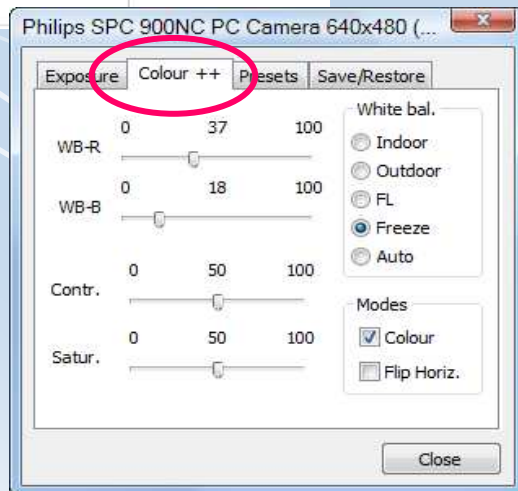 Philips SPC 900NC PC Camera 640x480 (...
Exposure Colour ++ Presets Save/Restore
WB-R 0 37 100
WB-B 0 18 100
Contr. 0 50 100
Satur. 0 50 100
White bal.
Indoor
Outdoor
FL
Freeze
Auto
Modes
Colour
Flip Horiz.
Close